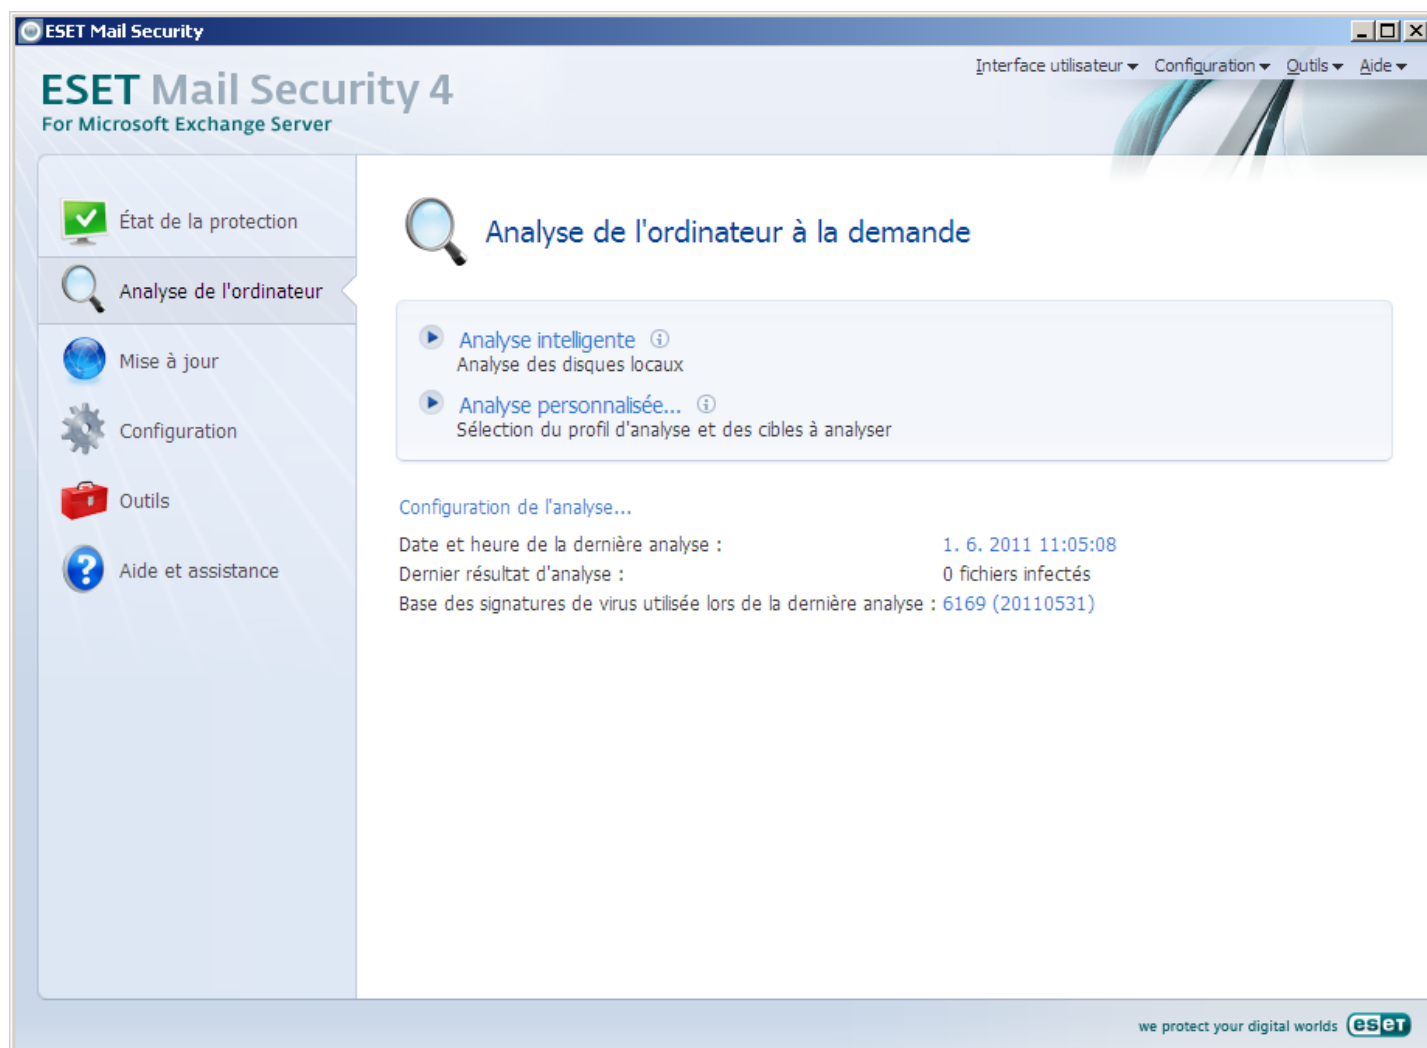 ESET Mail Security
Interface utilisateur Configuration Outils Aide
ESET Mail Security 4
For Microsoft Exchange Server
État de la protection
Analyse de l'ordinateur
Mise à jour
Configuration
Outils
Aide et assistance
Analyse de l'ordinateur à la demande
Analyse intelligente
Analyse des disques locaux
Analyse personnalisée...
Sélection du profil d'analyse et des cibles à analyser
Configuration de l'analyse...
Date et heure de la dernière analyse : 1. 6. 2011 11:05:08
Dernier résultat d'analyse : 0 fichiers infectés
Base des signatures de virus utilisée lors de la dernière analyse : 6169 (20110531)
we protect your digital worlds eset